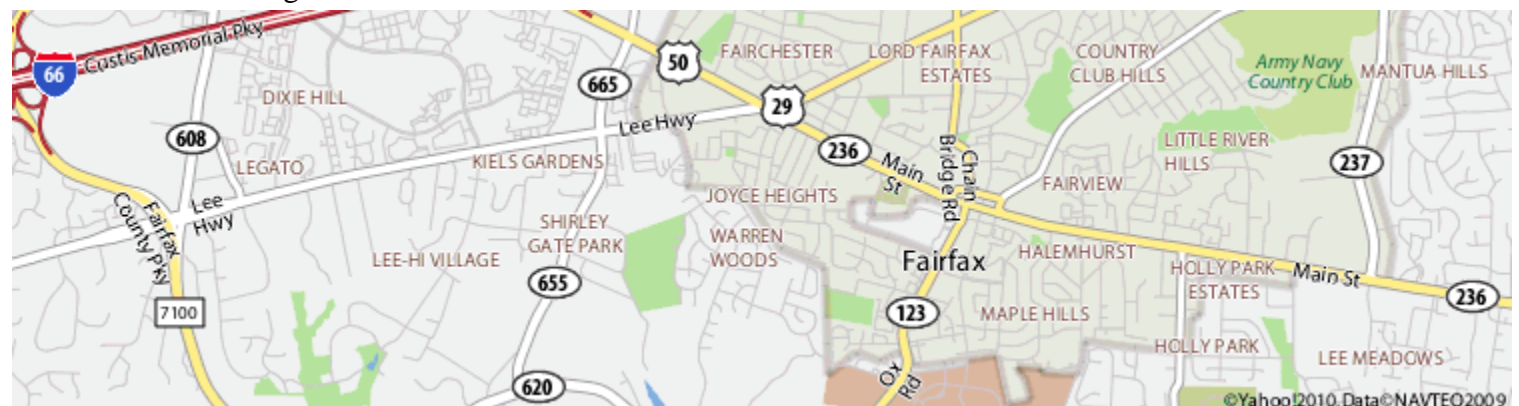 Custis Memorial Pky
66
50
FAIRCHESTER
LORD FAIRFAX
ESTATES
COUNTRY
CLUB HILLS
Army Navy
Country Club
MANTUA HILLS
DIXIE HILL
665
29
Lee Hwy
608
LEGATO
KIELS GARDENS
236
Main
St
Chain
Bridge Rd
LITTLE RIVER
HILLS
237
FAIRVIEW
JOYCE HEIGHTS
Lee
Hwy
Fairfax
County Pky
SHIRLEY
GATE PARK
WARREN
WOODS
LEE-HI VILLAGE
Fairfax
HALEMHURST
HOLLY PARK
ESTATES
Main St
236
655
7100
123
MAPLE HILLS
HOLLY PARK
LEE MEADOWS
620
Ox
Rd
©Yahoo!2010, Data©NAVTEQ2009